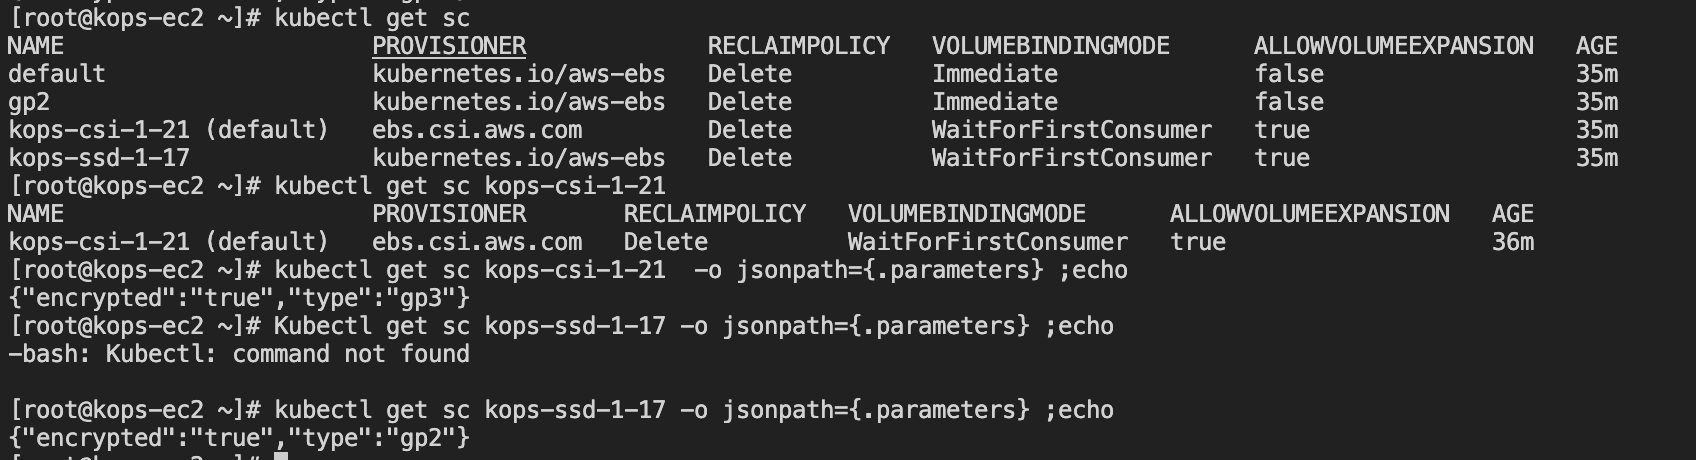 [root@kops-ec2 ~]# kubectl get sc
NAME PROVISIONER RECLAIMPOLICY VOLUMEBINDINGMODE ALLOWVOLUMEEXPANSION AGE
default kubernetes.io/aws-ebs Delete Immediate false 35m
gp2 kubernetes.io/aws-ebs Delete Immediate false 35m
kops-csi-1-21 (default) ebs.csi.aws.com Delete WaitForFirstConsumer true 35m
kops-ssd-1-17 kubernetes.io/aws-ebs Delete WaitForFirstConsumer true 35m
[root@kops-ec2 ~]# kubectl get sc kops-csi-1-21
NAME PROVISIONER RECLAIMPOLICY VOLUMEBINDINGMODE ALLOWVOLUMEEXPANSION AGE
kops-csi-1-21 (default) ebs.csi.aws.com Delete WaitForFirstConsumer true 36m
[root@kops-ec2 ~]# kubectl get sc kops-csi-1-21  -o jsonpath={.parameters} ;echo
{"encrypted":"true","type":"gp3"}
[root@kops-ec2 ~]# Kubectl get sc kops-ssd-1-17 -o jsonpath={.parameters} ;echo
-bash: Kubectl: command not found
[root@kops-ec2 ~]# kubectl get sc kops-ssd-1-17 -o jsonpath={.parameters} ;echo
{"encrypted":"true","type":"gp2"}